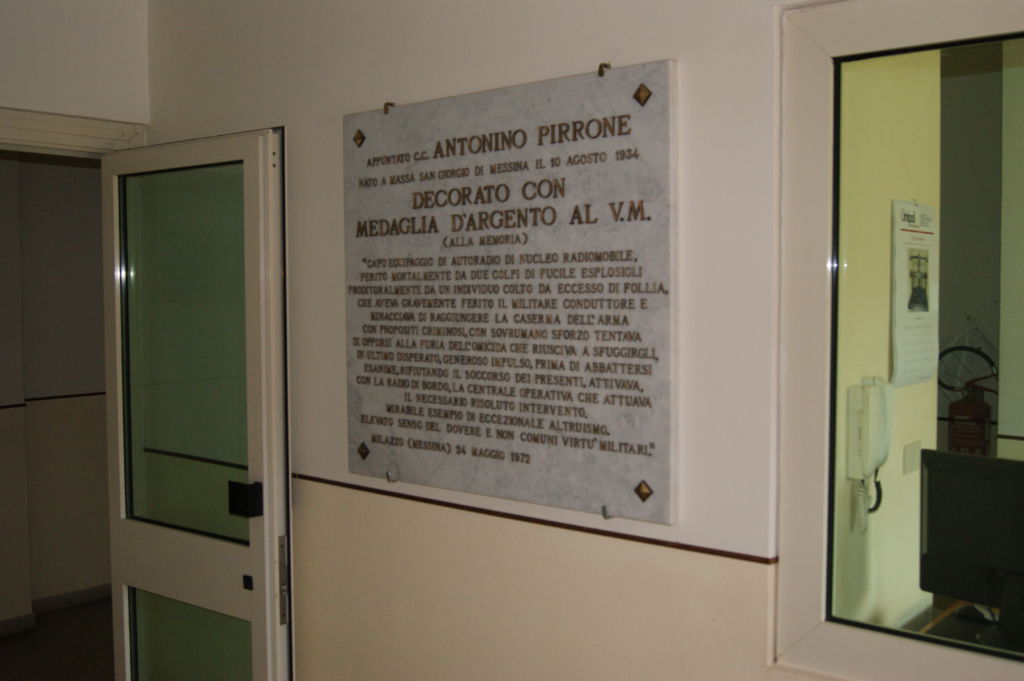 APPUNTATO C.C. ANTONINO PIRRONE
NATO A MASSA SAN GIORGIO DI MESSINA IL 10 AGOSTO 1934
DECORATO CON
MEDAGLIA D'ARGENTO AL V.M.
(ALLA MEMORIA)
"CAPO EQUIPAGGIO DI AUTORADIO DI NUCLEO RADIOMOBILE,
FERITO MORTALMENTE DA DUE COLPI DI FUCILE ESPLOSIGLI
PRODITORALMENTE DA UN INDIVIDUO COLTO DA ECCESSO DI FOLLIA,
CHE AVEVA GRAVEMENTE FERITO IL MILITARE CONDUTTORE E
MINACCIAVA DI RAGGIUNGERE LA CASERMA DELL'ARMA
CON PROPOSITI CRIMINOSI, CON SOVRUMANO SFORZO TENTAVA
DI OPPORSI ALLA FURIA DELL'OMICIDA CHE RIUSCIVA A SFUGGIRGLI,
IN ULTIMO DISPERATO, GENEROSO IMPULSO, PRIMA DI ABBATTERSI
ESANIME, RIFIUTANDO IL SOCCORSO DEI PRESENTI, ATTIVAVA,
CON LA RADIO DI BORDO, LA CENTRALE OPERATIVA CHE ATTUAVA
IL NECESSARIO RISOLUTO INTERVENTO.
MIRABILE ESEMPIO DI ECCEZIONALE ALTRUISMO,
ELEVATO SENSO DEL DOVERE E NON COMUNI VIRTU' MILITARI."
MILAZZO (MESSINA) 24 MAGGIO 1972
Unipol